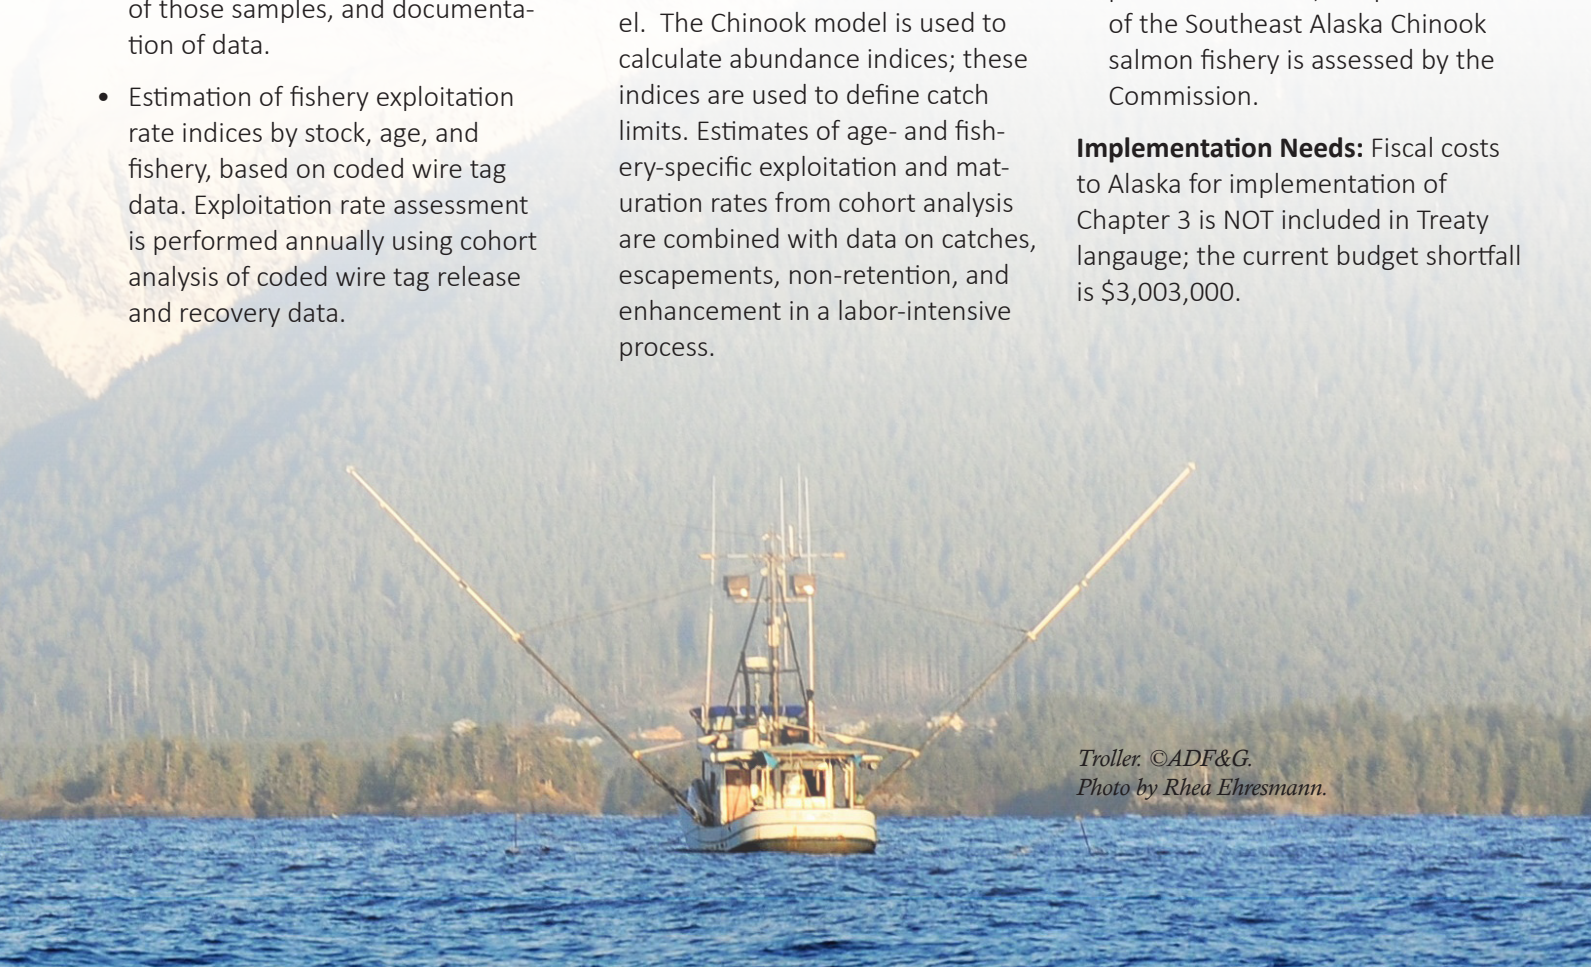 of those samples, and documenta-
tion of data.
• Estimation of fishery exploitation
rate indices by stock, age, and
fishery, based on coded wire tag
data. Exploitation rate assessment
is performed annually using cohort
analysis of coded wire tag release
and recovery data.
el.  The Chinook model is used to
calculate abundance indices; these
indices are used to define catch
limits. Estimates of age- and fish-
ery-specific exploitation and mat-
uration rates from cohort analysis
are combined with data on catches,
escapements, non-retention, and
enhancement in a labor-intensive
process.
of the Southeast Alaska Chinook
salmon fishery is assessed by the
Commission.
Implementation Needs: Fiscal costs
to Alaska for implementation of
Chapter 3 is NOT included in Treaty
langauge; the current budget shortfall
is $3,003,000.
Troller. ©ADF&G.
Photo by Rhea Ehresmann.